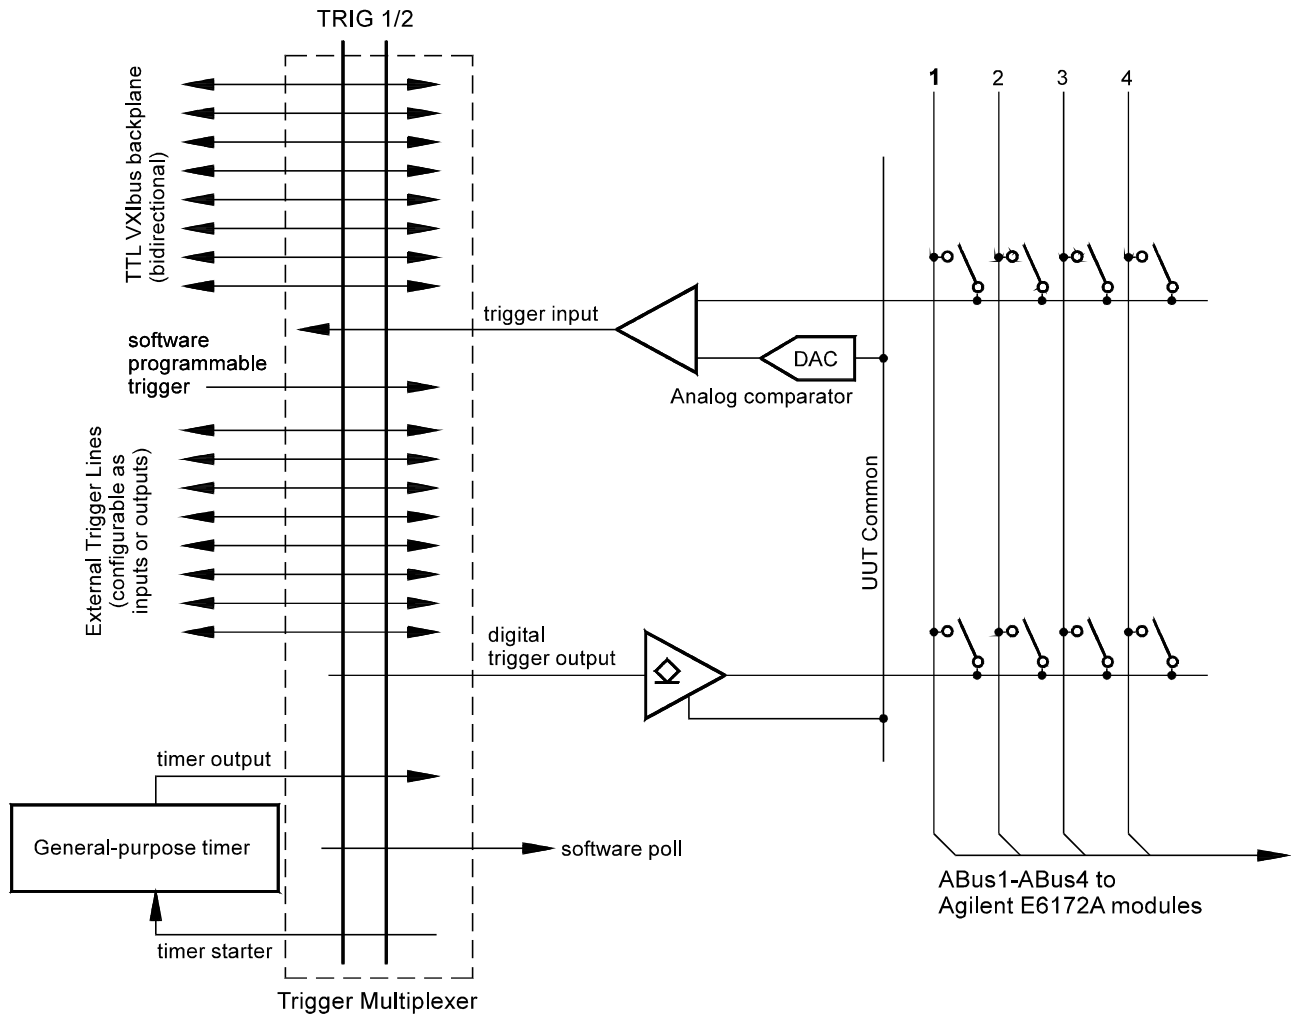 TRIG 1/2
TTL VXIbus backplane
(bidirectional)
1 2 3 4
trigger input
software
programmable
trigger
DAC
Analog comparator
External Trigger Lines
(configurable as
inputs or outputs)
UUT Common
digital
trigger output
timer output
General-purpose timer
software poll
timer starter
ABus1-ABus4 to
Agilent E6172A modules
Trigger Multiplexer